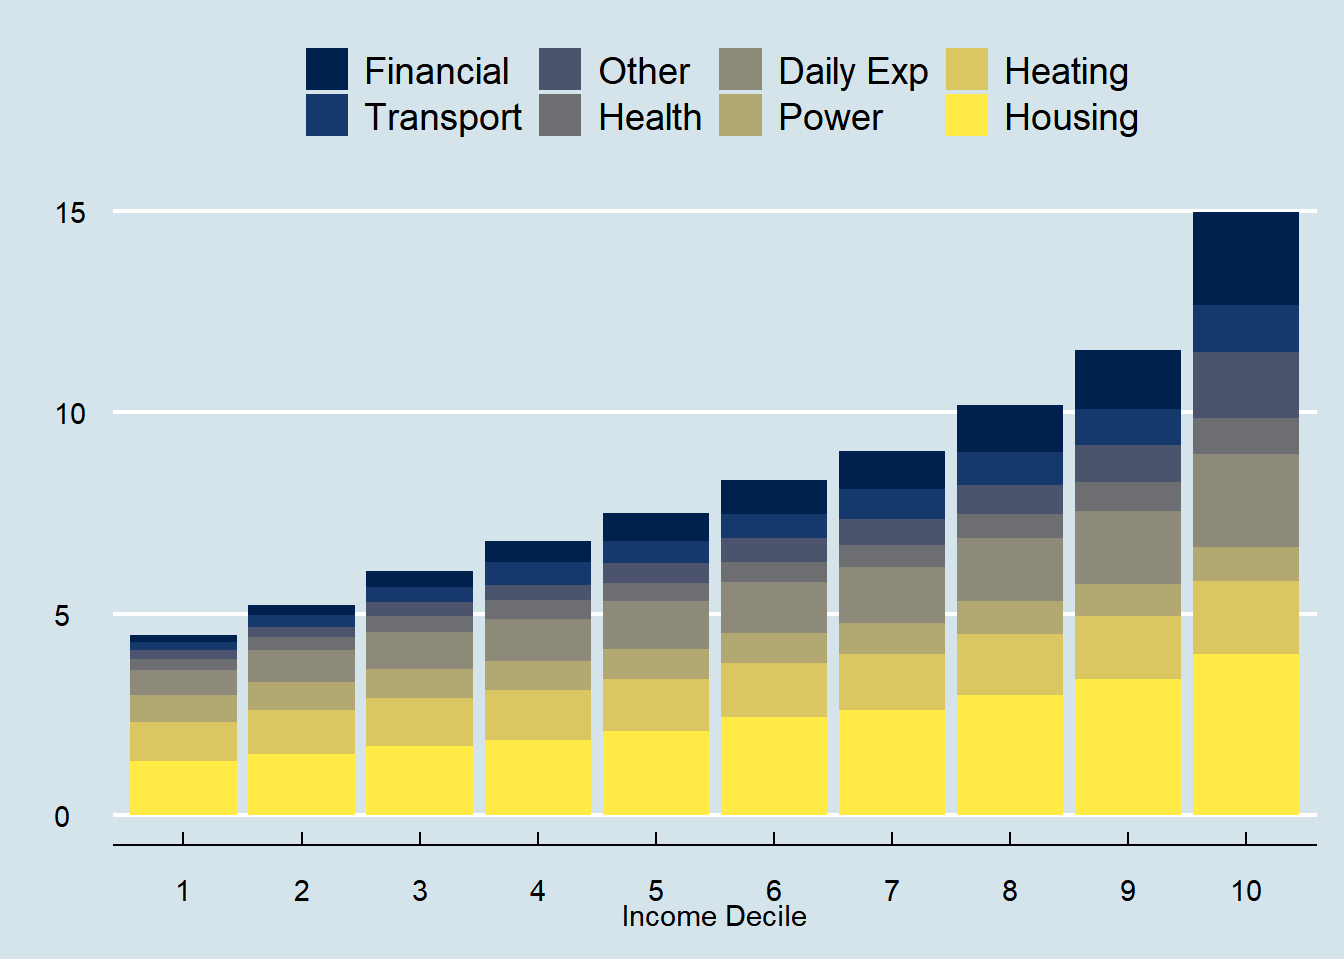 Financial Other Daily Exp Heating
Transport Health Power Housing
15
10
5
0
1 2 3 4 5 6 7 8 9 10
Income Decile